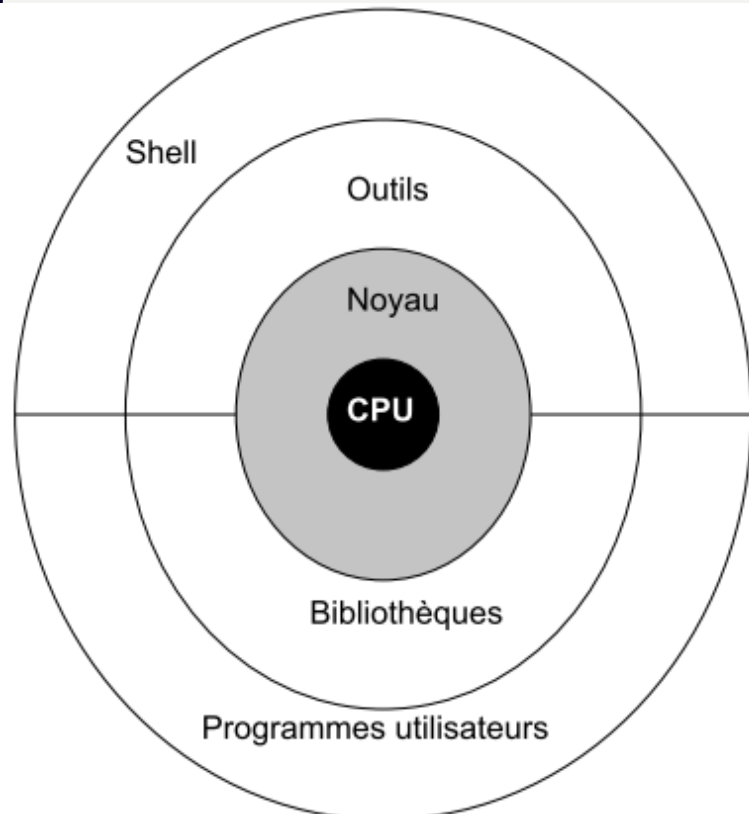 Shell
Outils
Noyau
CPU
Bibliothèques
Programmes utilisateurs